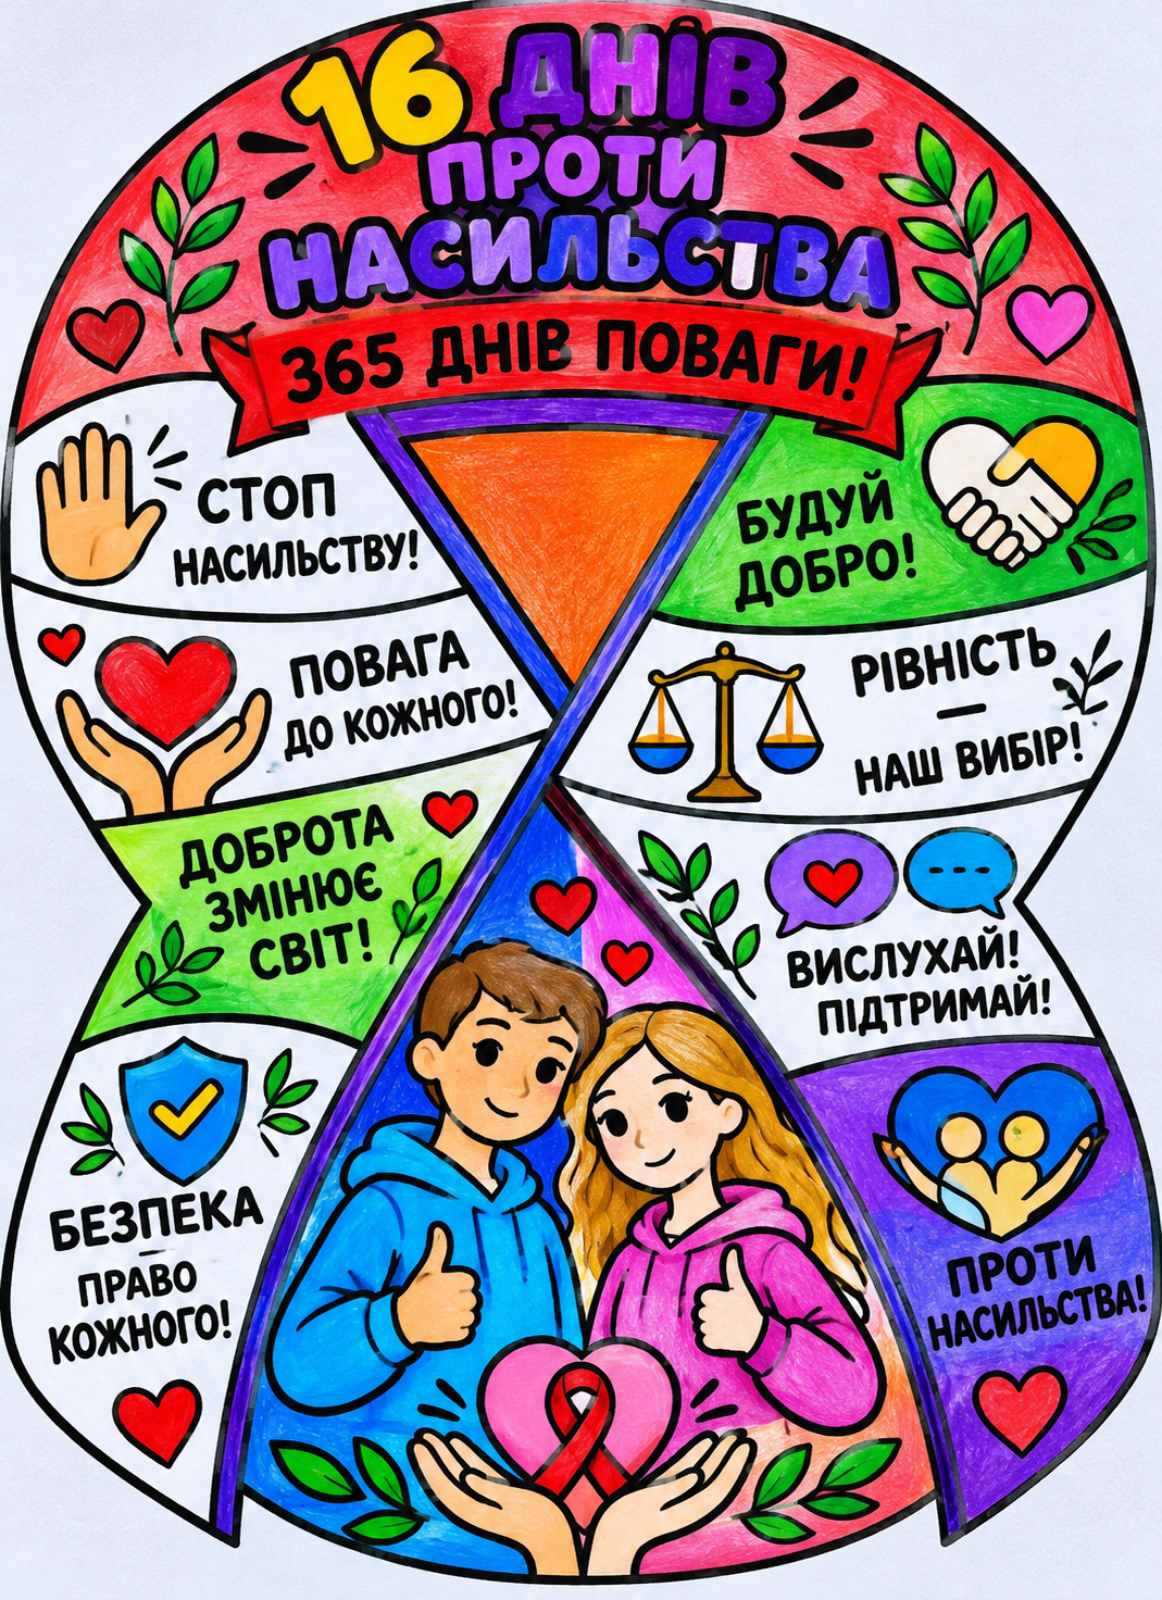 16 ДНІВ
ПРОТИ
НАСИЛЬСТВА
365 ДНІВ ПОВАГИ!
СТОП
НАСИЛЬСТВУ!
ПОВАГА
ДО КОЖНОГО!
ДОБРОТА
ЗМІНЮЄ
СВІТ!
БЕЗПЕКА
–
ПРАВО
КОЖНОГО!
БУДУЙ
ДОБРО!
РІВНІСТЬ
–
НАШ ВИБІР!
ВИСЛУХАЙ!
ПІДТРИМАЙ!
ПРОТИ
НАСИЛЬСТВА!